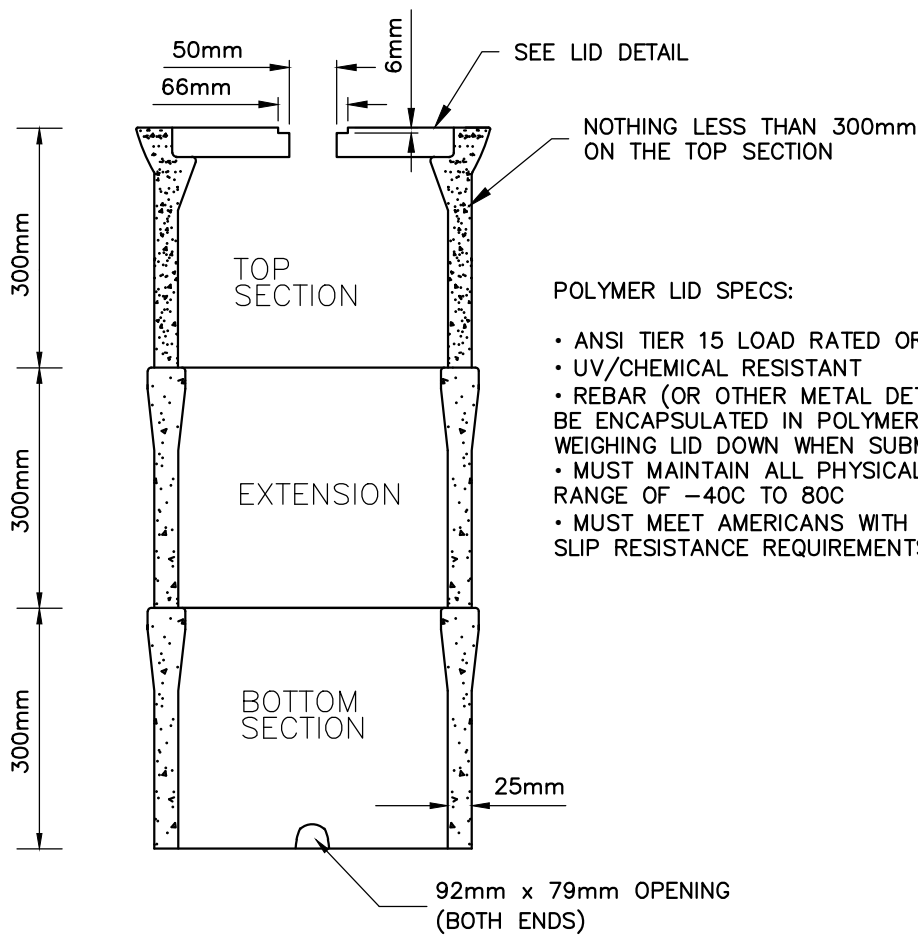 50mm
66mm
6mm
SEE LID DETAIL
NOTHING LESS THAN 300mm
ON THE TOP SECTION
300mm
TOP
SECTION
POLYMER LID SPECS:
• ANSI TIER 15 LOAD RATED OR
• UV/CHEMICAL RESISTANT
• REBAR (OR OTHER METAL DET
BE ENCAPSULATED IN POLYMER
WEIGHING LID DOWN WHEN SUBM
• MUST MAINTAIN ALL PHYSICAL
RANGE OF –40C TO 80C
• MUST MEET AMERICANS WITH
SLIP RESISTANCE REQUIREMENTS
300mm
EXTENSION
300mm
BOTTOM
SECTION
25mm
92mm x 79mm OPENING
(BOTH ENDS)